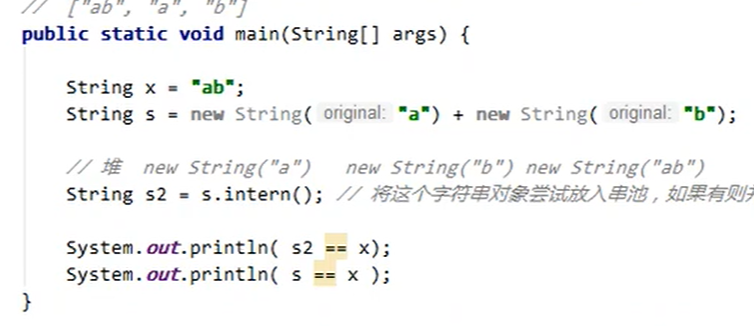 // ["ab", "a", "b"]
public static void main(String[] args) {
String x = "ab";
String s = new String( original: "a") + new String( original: "b");
// 堆 new String("a") new String("b") new String("ab")
String s2 = s.intern(); // 将这个字符串对象尝试放入串池，如果有则
System.out.println( s2 == x);
System.out.println( s == x );
}